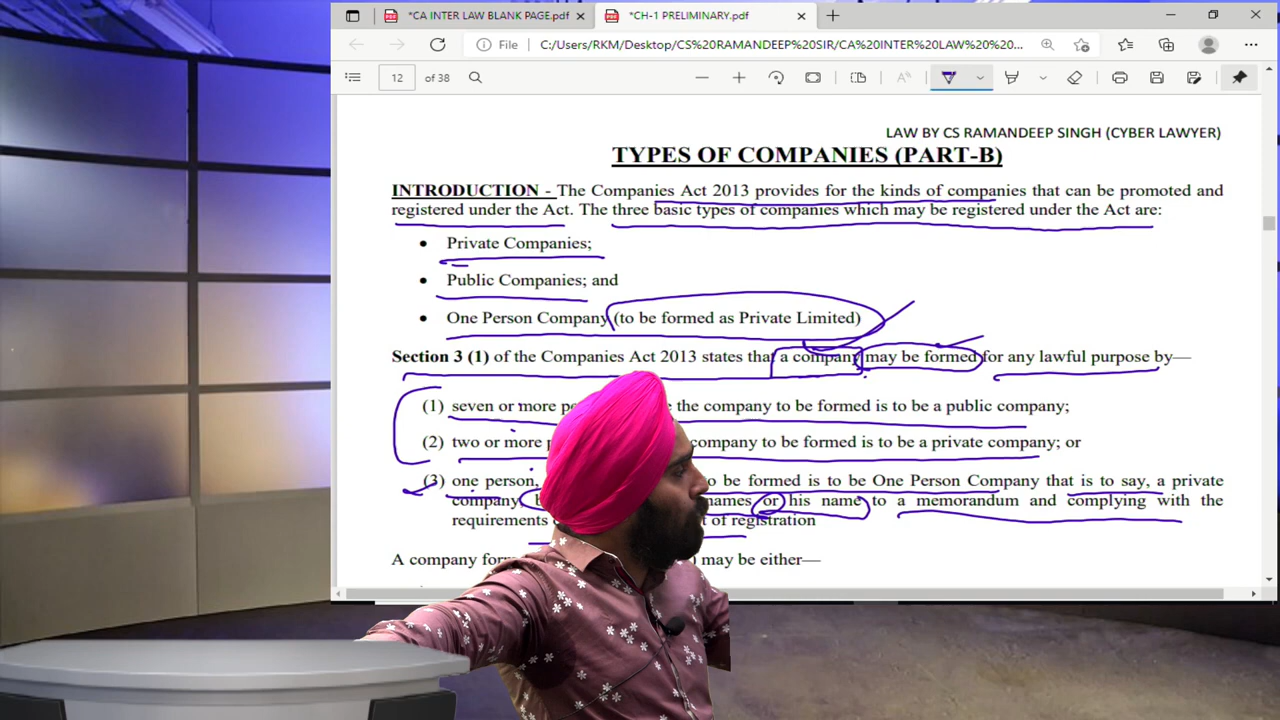 *CA INTER LAW BLANK PAGE.pdf
*CH-1 PRELIMINARY.pdf
File C:/Users/RKM/Desktop/CS%20RAMANDEEP%20SIR/CA%20INTER%20LAW%20%20...
12 of 38
LAW BY CS RAMANDEEP SINGH (CYBER LAWYER)
TYPES OF COMPANIES (PART-B)
INTRODUCTION - The Companies Act 2013 provides for the kinds of companies that can be promoted and
registered under the Act. The three basic types of companies which may be registered under the Act are:
• Private Companies;
• Public Companies; and
• One Person Company (to be formed as Private Limited)
Section 3 (1) of the Companies Act 2013 states that a company may be formed for any lawful purpose by—
(1) seven or more the company to be formed is to be a public company;
(2) two or more company to be formed is to be a private company; or
(3) one person, to be formed is to be One Person Company that is to say, a private
company, names or his name to a memorandum and complying with the
requirements of registration
A company may be either—